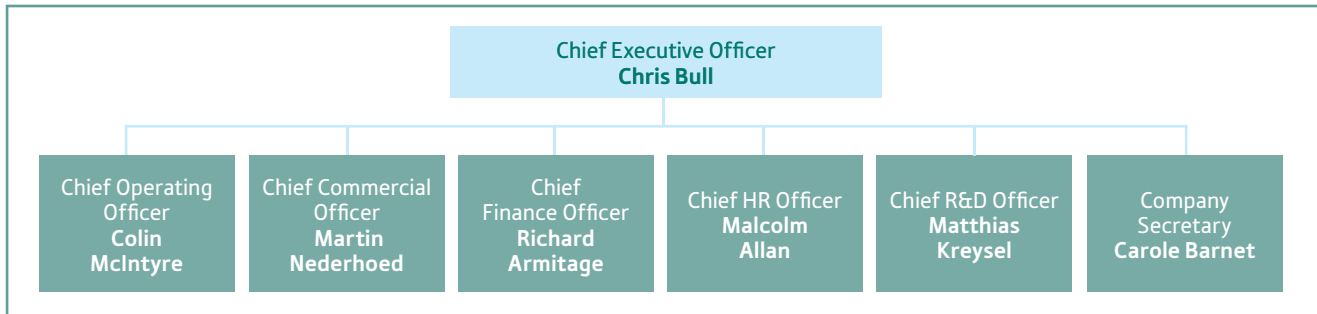 Chief Executive Officer
Chris Bull
Chief Operating
Officer
Colin
McIntyre
Chief Commercial
Officer
Martin
Nederhoed
Chief
Finance Officer
Richard
Armitage
Chief HR Officer
Malcolm
Allan
Chief R&D Officer
Matthias
Kreysel
Company
Secretary
Carole Barnet